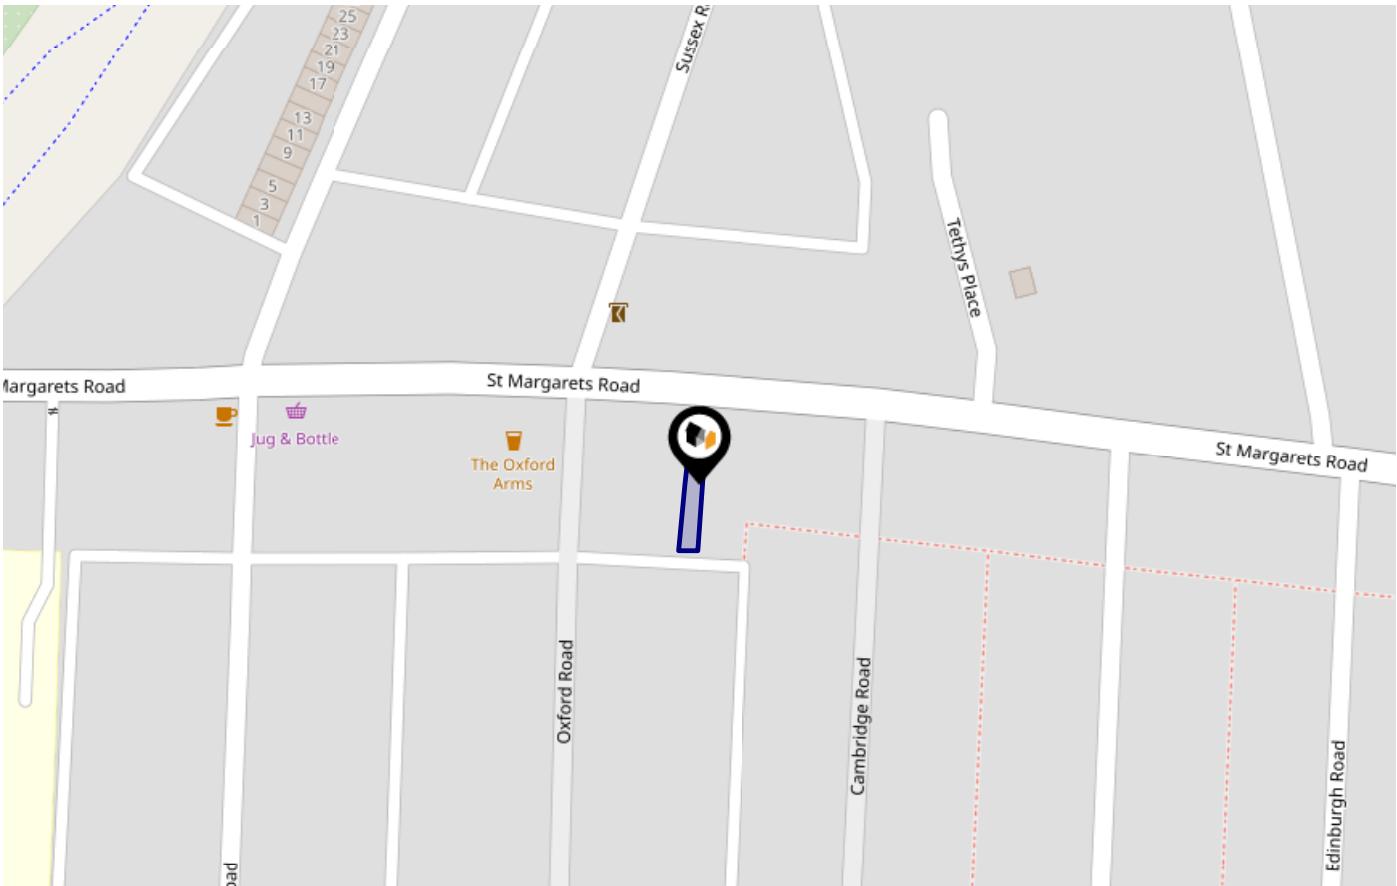 25
23
21
19
17
13
11
9
5
3
1
Sussex R
Tethys Place
Margarets Road
St Margarets Road
Jug & Bottle
The Oxford
Arms
St Margarets Road
Oxford Road
Cambridge Road
Edinburgh Road
oad